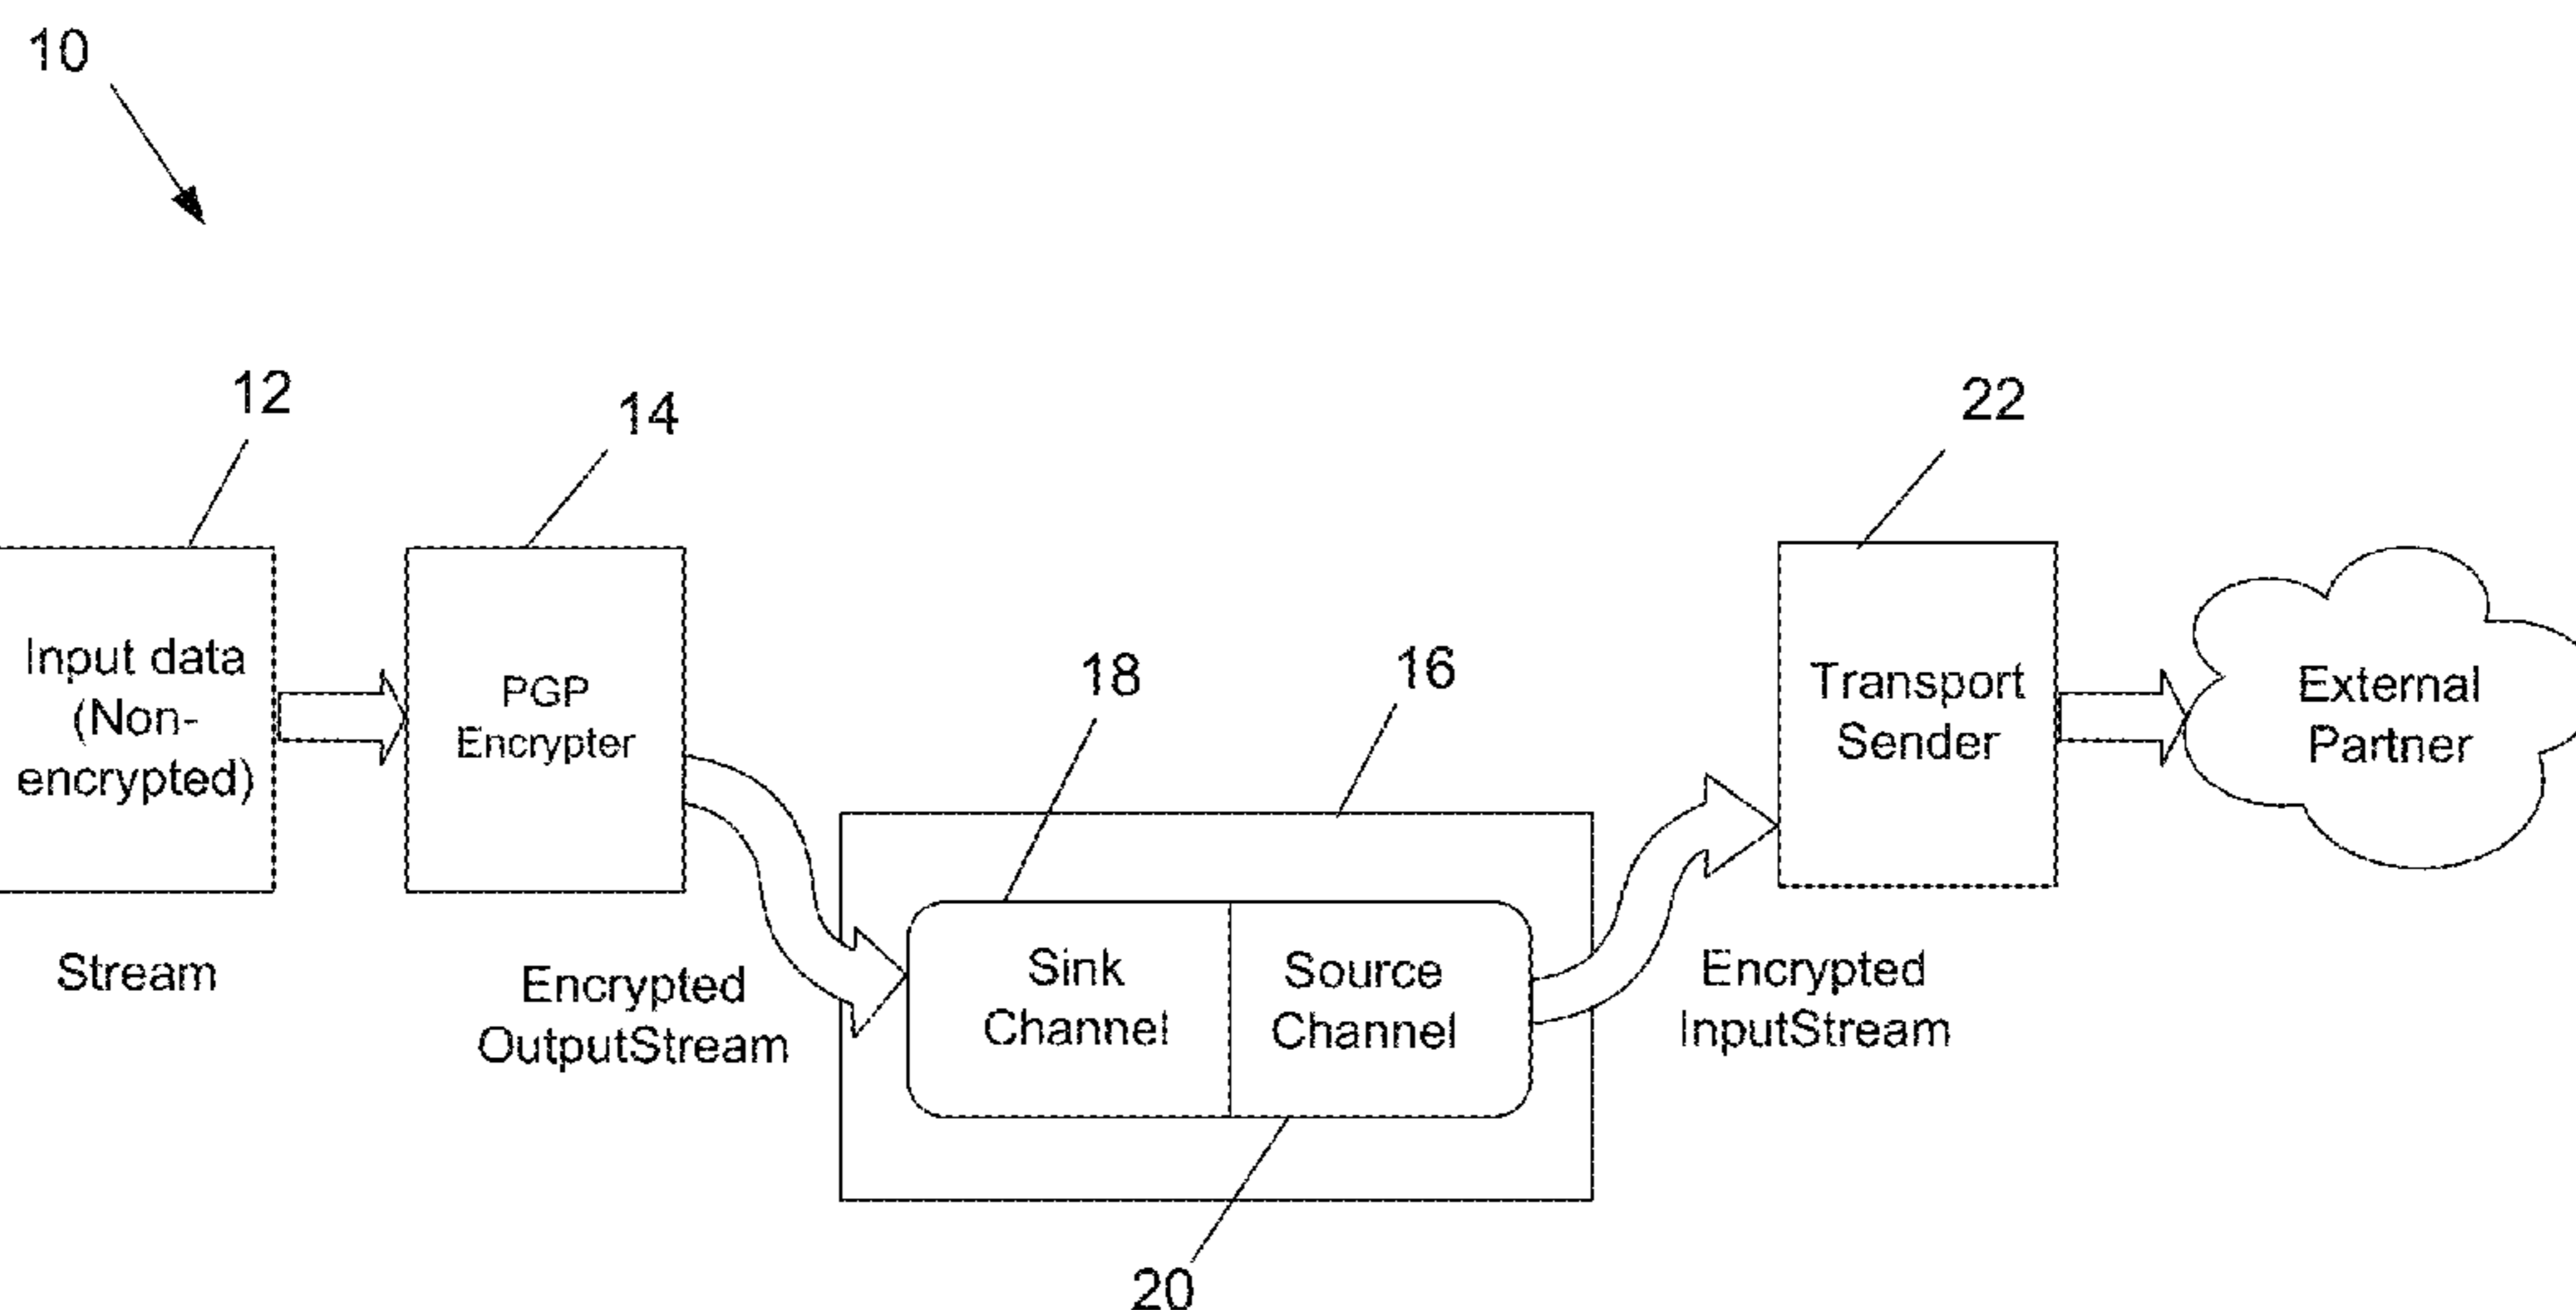 10
12
14
22
Input data
(Non-
encrypted)
PGP
Encrypter
18
16
Transport
Sender
External
Partner
Stream
Encrypted
OutputStream
Sink
Channel
Source
Channel
Encrypted
InputStream
20